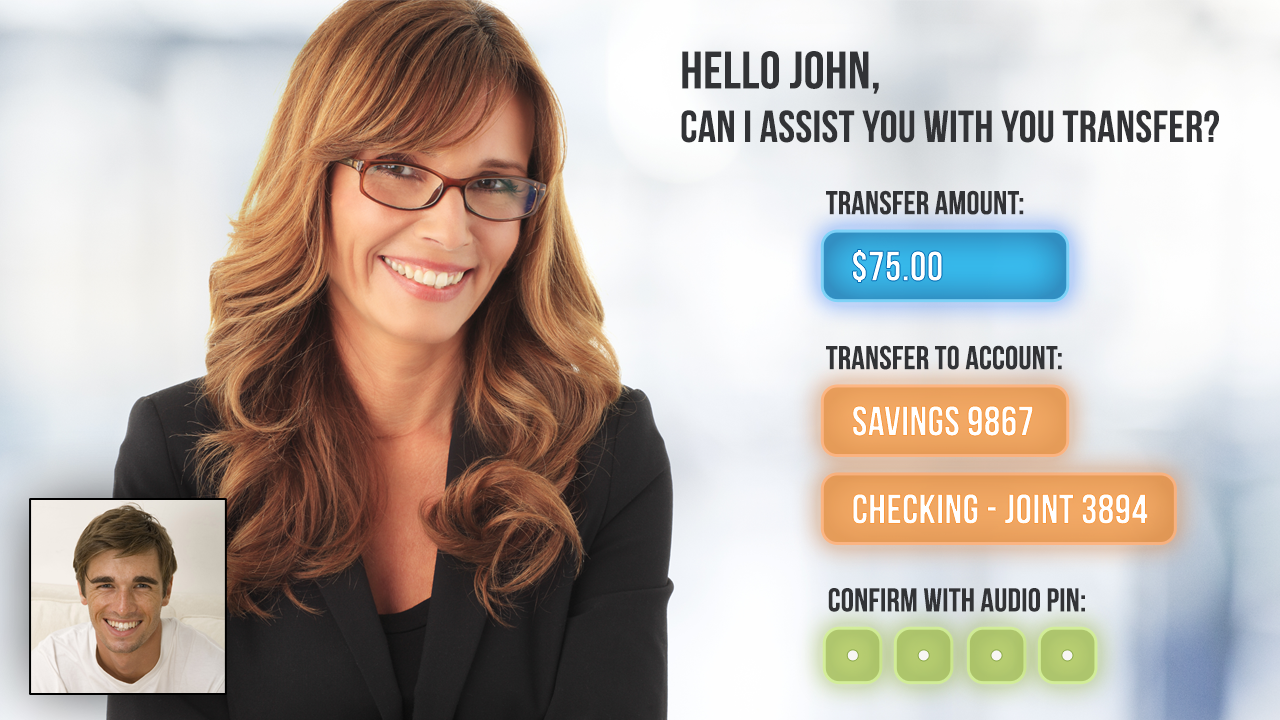 HELLO JOHN,
CAN I ASSIST YOU WITH YOU TRANSFER?
TRANSFER AMOUNT:
$75.00
TRANSFER TO ACCOUNT:
SAVINGS 9867
CHECKING - JOINT 3894
CONFIRM WITH AUDIO PIN: